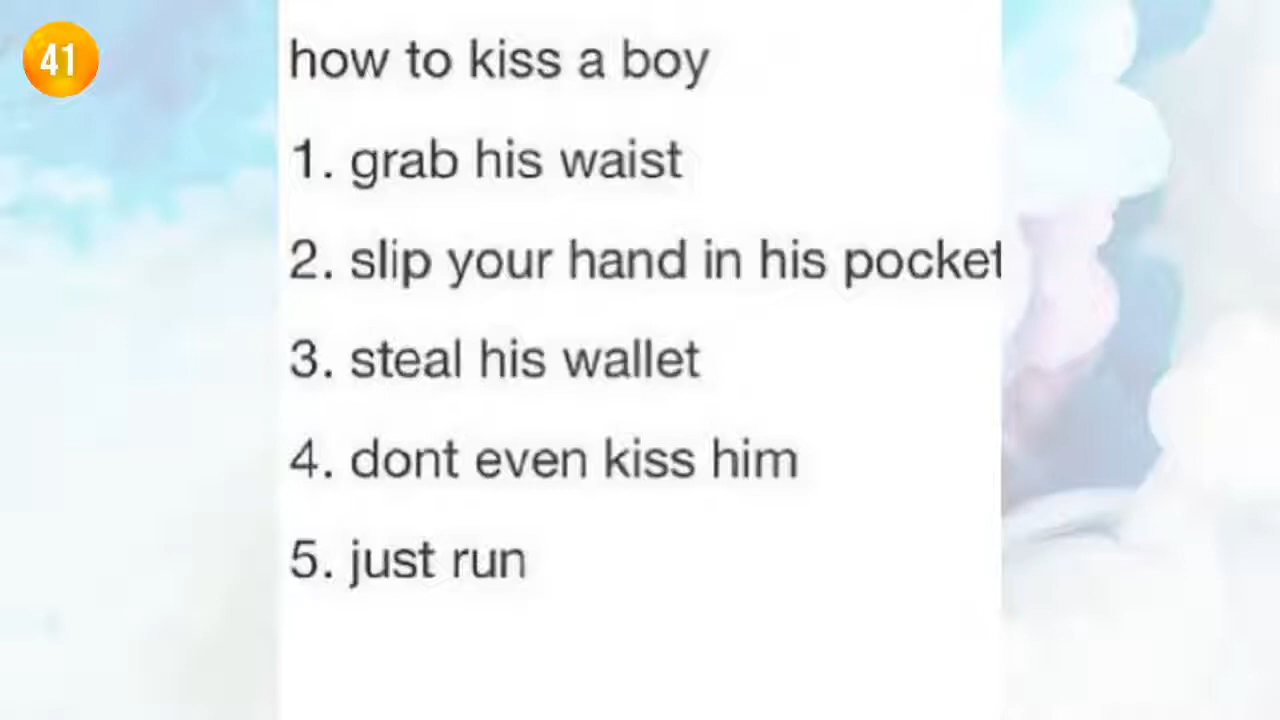 41
how to kiss a boy
1. grab his waist
2. slip your hand in his pocket
3. steal his wallet
4. dont even kiss him
5. just run